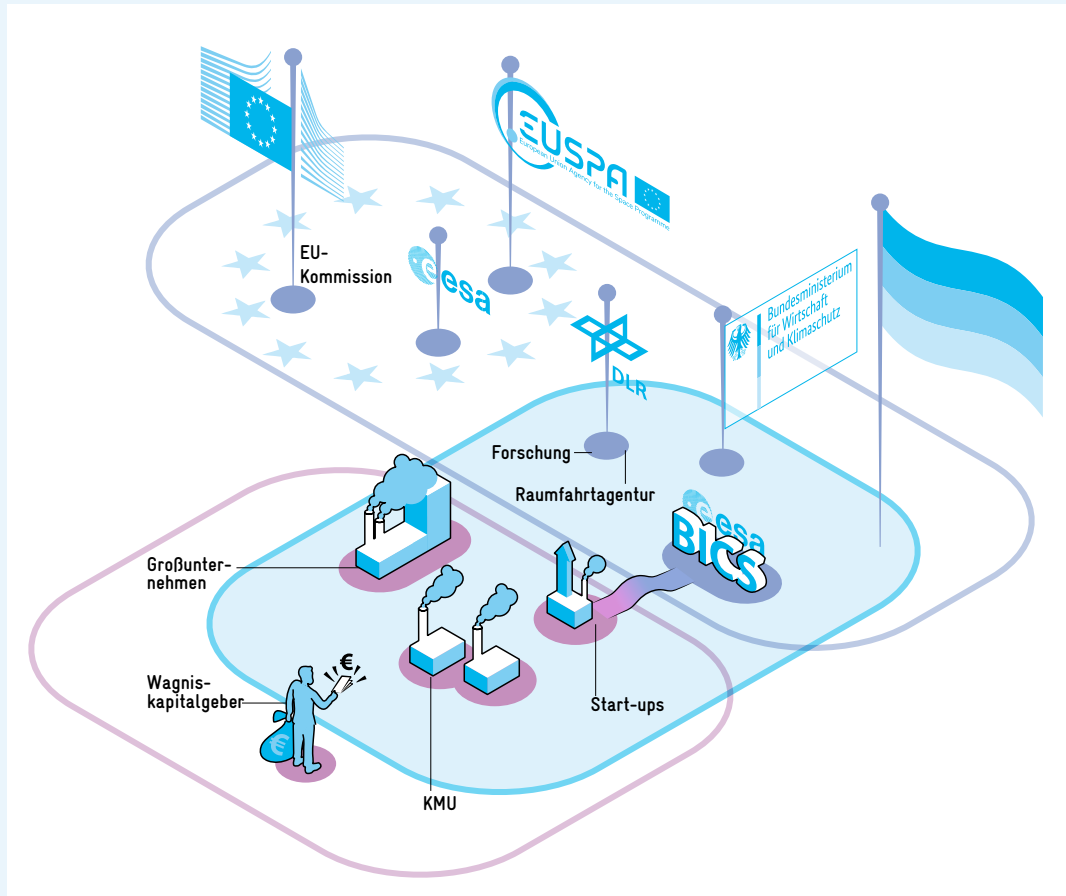 EUSPA
European Union Agency for the Space Programme
EU-
Kommission
esa
Bundesministerium
für Wirtschaft
und Klimaschutz
DLR
Forschung
Raumfahrtagentur
esa
BICS
Großunter-
nehmen
€
Wagnis-
kapitalgeber
€
Start-ups
KMU